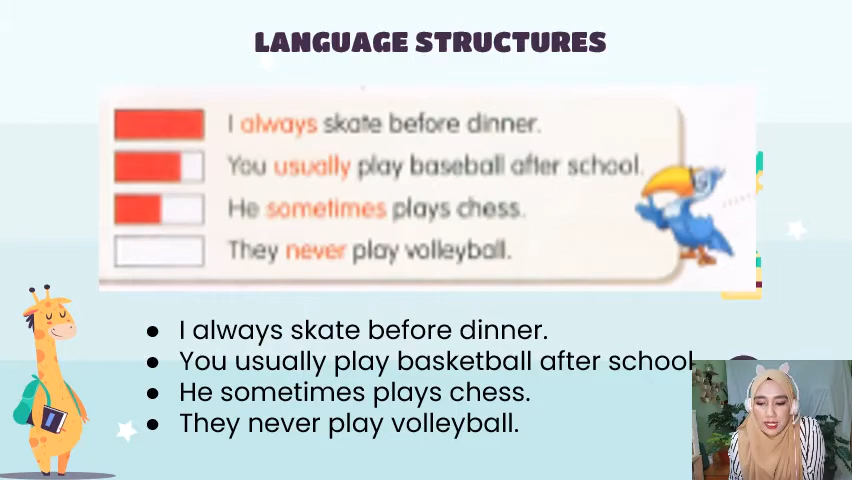 LANGUAGE STRUCTURES
I always skate before dinner.
You usually play baseball after school.
He sometimes plays chess.
They never play volleyball.
● I always skate before dinner.
● You usually play basketball after school
● He sometimes plays chess.
● They never play volleyball.